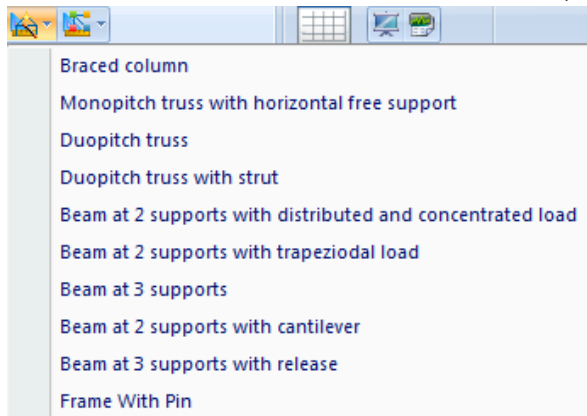 Braced column
Monopitch truss with horizontal free support
Duopitch truss
Duopitch truss with strut
Beam at 2 supports with distributed and concentrated load
Beam at 2 supports with trapeziodal load
Beam at 3 supports
Beam at 2 supports with cantilever
Beam at 3 supports with release
Frame With Pin